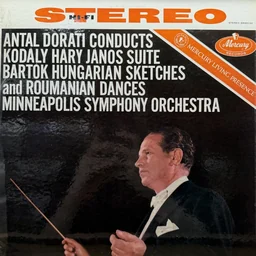 STEREO
HI-FI
ANTAL DORATI CONDUCTS
KODALY HARY JANOS SUITE
BARTOK HUNGARIAN SKETCHES
and ROUMANIAN DANCES
MINNEAPOLIS SYMPHONY ORCHESTRA
Mercury
MERCURY LIVING PRESENCE